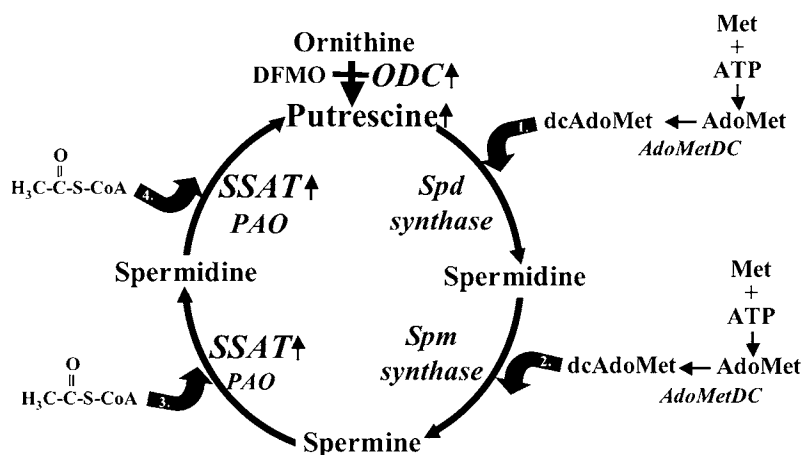 Ornithine
DFMO ODC↑
Putrescine↑
Met
+
ATP
1. dcAdoMet ← AdoMet
AdoMetDC
O
H₃C-C-S-CoA 4.
SSAT↑
PAO
Spd
synthase
Spermidine
Spermidine
Met
+
ATP
SSAT↑
PAO
Spm
synthase
2. dcAdoMet ← AdoMet
AdoMetDC
O
H₃C-C-S-CoA 3.
Spermine